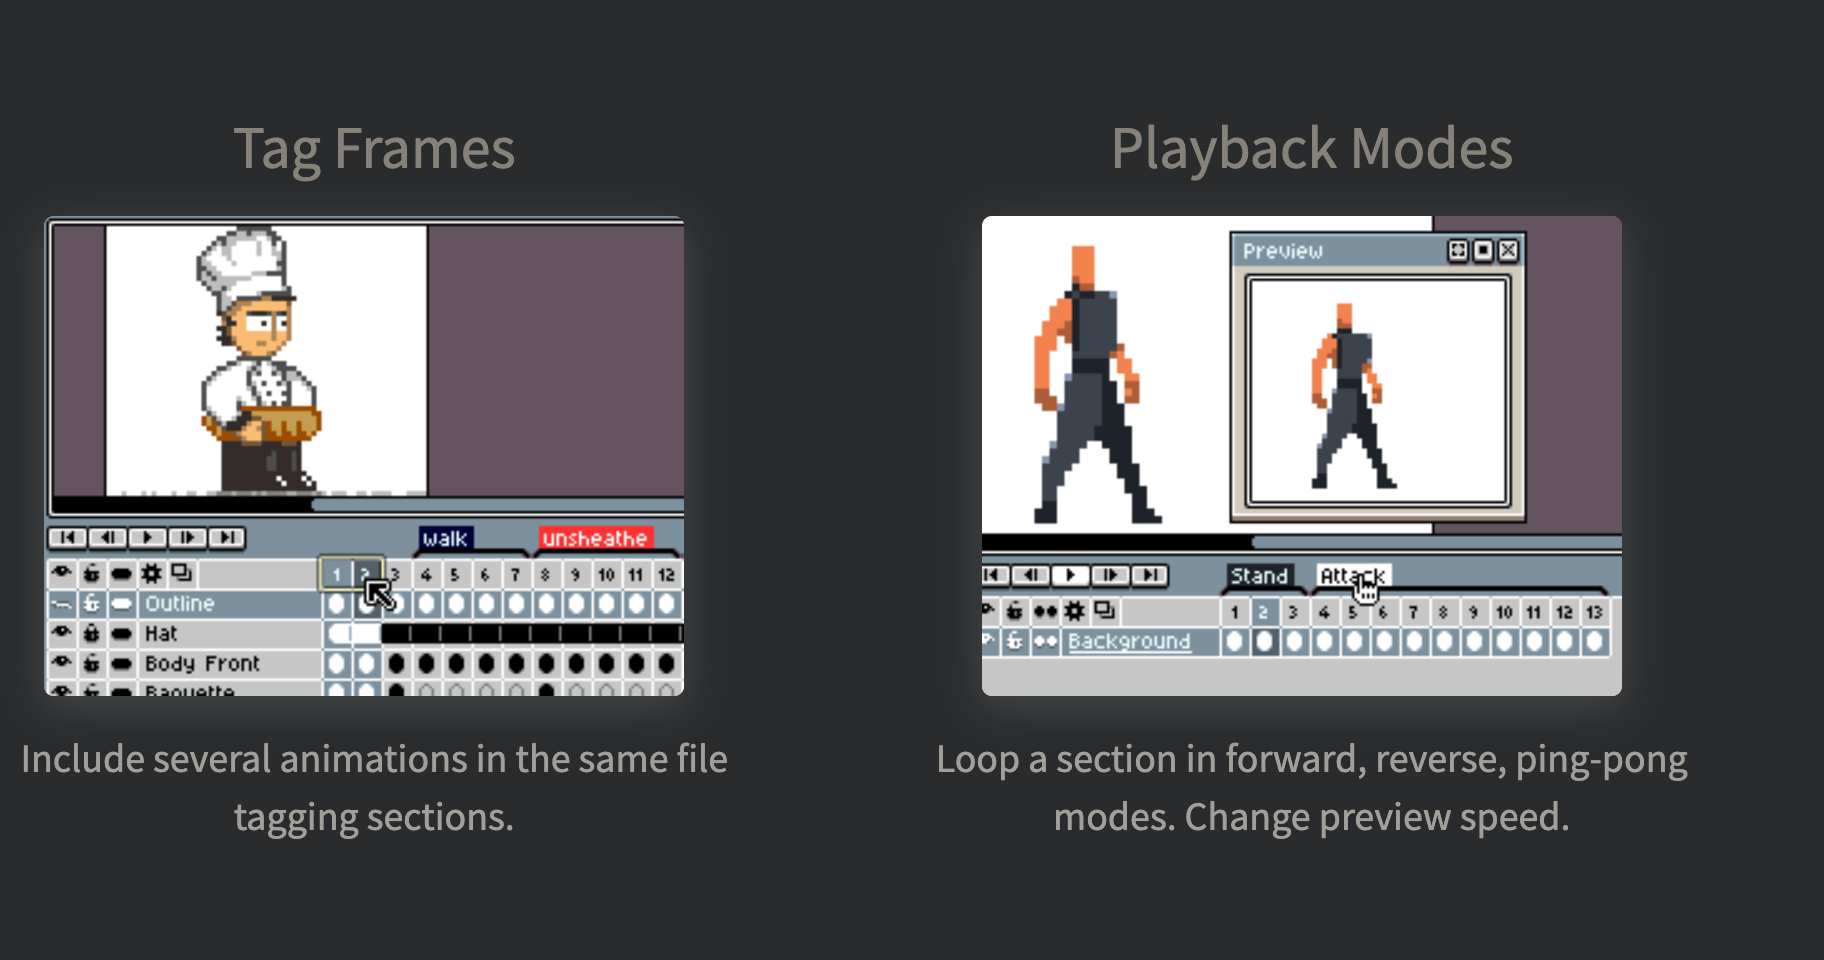 Tag Frames
walk
unsheathe
1 2 3 4 5 6 7 8 9 10 11 12
Outline
Hat
Body Front
Baguette
Include several animations in the same file
tagging sections.
Playback Modes
Preview
Stand
Attack
1 2 3 4 5 6 7 8 9 10 11 12 13
Background
Loop a section in forward, reverse, ping-pong
modes. Change preview speed.